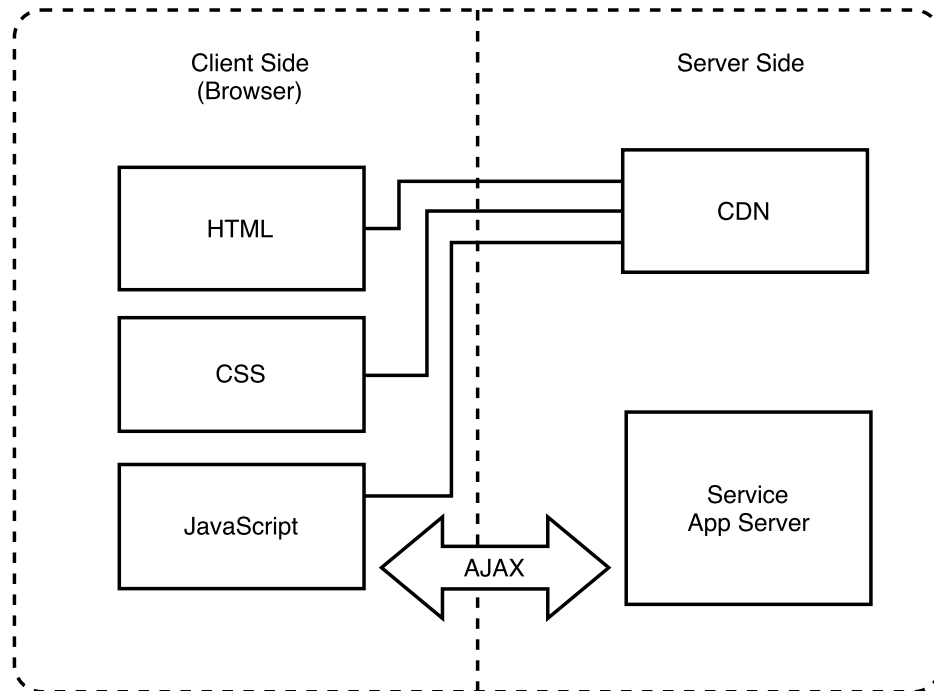 Client Side
(Browser)
Server Side
HTML
CDN
CSS
JavaScript
Service
App Server
AJAX